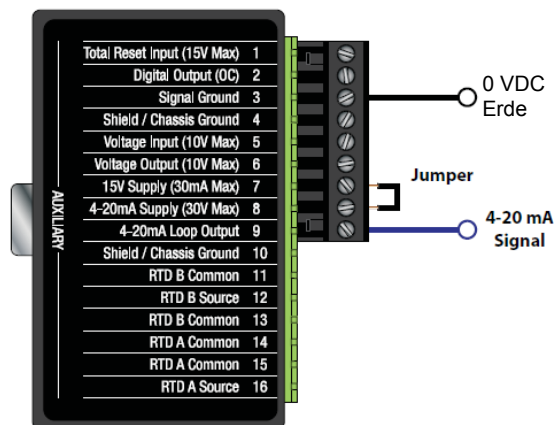 Total Reset Input (15V Max) 1
Digital Output (OC) 2
Signal Ground 3
Shield / Chassis Ground 4
Voltage Input (10V Max) 5
Voltage Output (10V Max) 6
15V Supply (30mA Max) 7
4-20mA Supply (30V Max) 8
4-20mA Loop Output 9
Shield / Chassis Ground 10
RTD B Common 11
RTD B Source 12
RTD B Common 13
RTD A Common 14
RTD A Common 15
RTD A Source 16
AUXILIARY
0 VDC
Erde
Jumper
4-20 mA
Signal